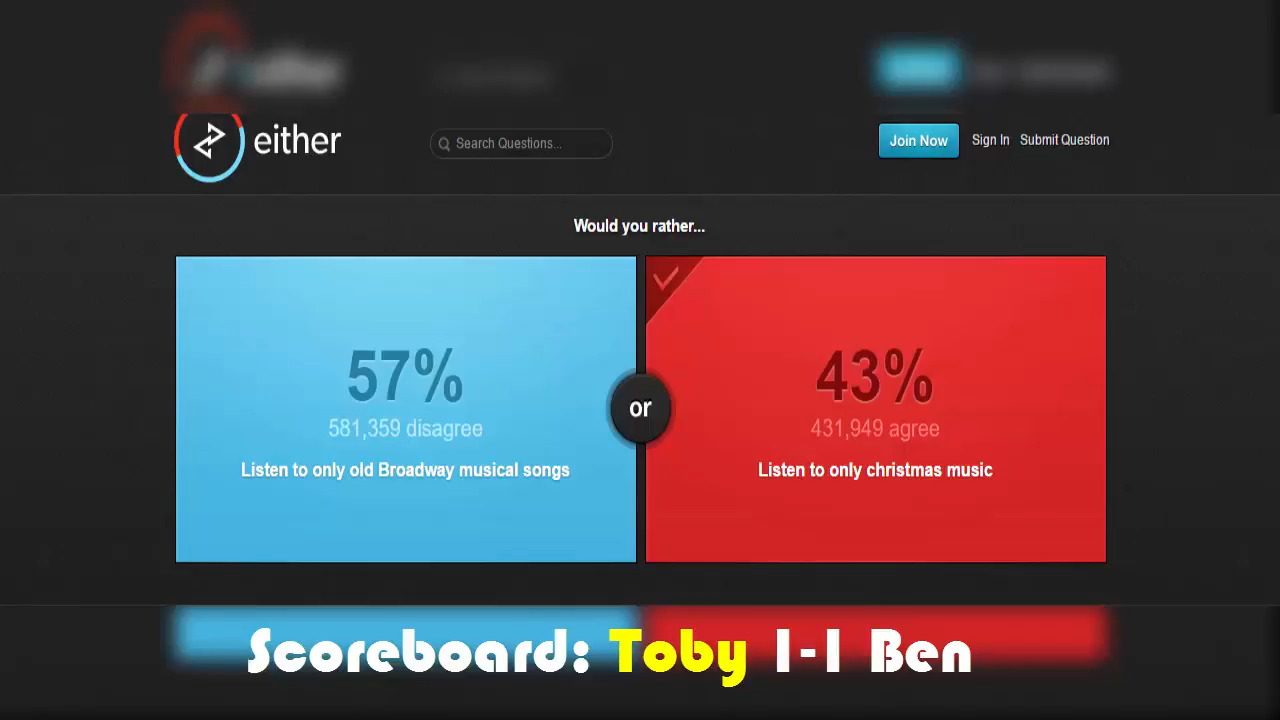 either
Search Questions...
Join Now
Sign In
Submit Question
Would you rather...
57%
581,359 disagree
Listen to only old Broadway musical songs
or
43%
431,949 agree
Listen to only christmas music
Scoreboard: Toby 1-1 Ben